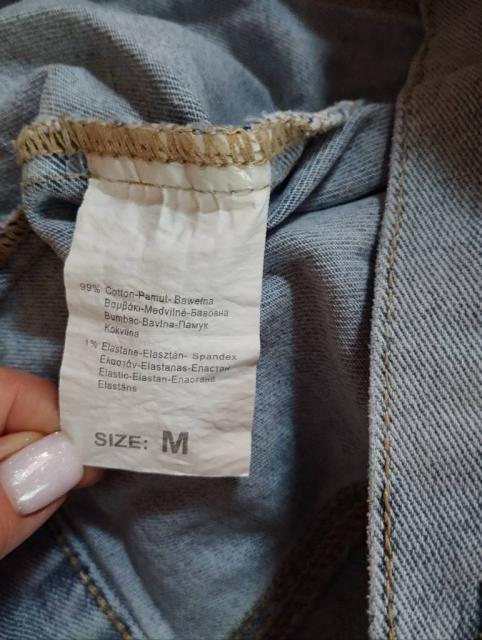 99% Cotton-Pamut- Bawełna
Βαμβάκι-Medvilnė-Бавовна
Bumbac-Bavlna-Памук
Kokvilna
1% Elastane-Elasztán- Spandex
Ελαστάν-Elastanas-Еластан
Elastic-Elastan-Еластане
Elastāns
SIZE: M